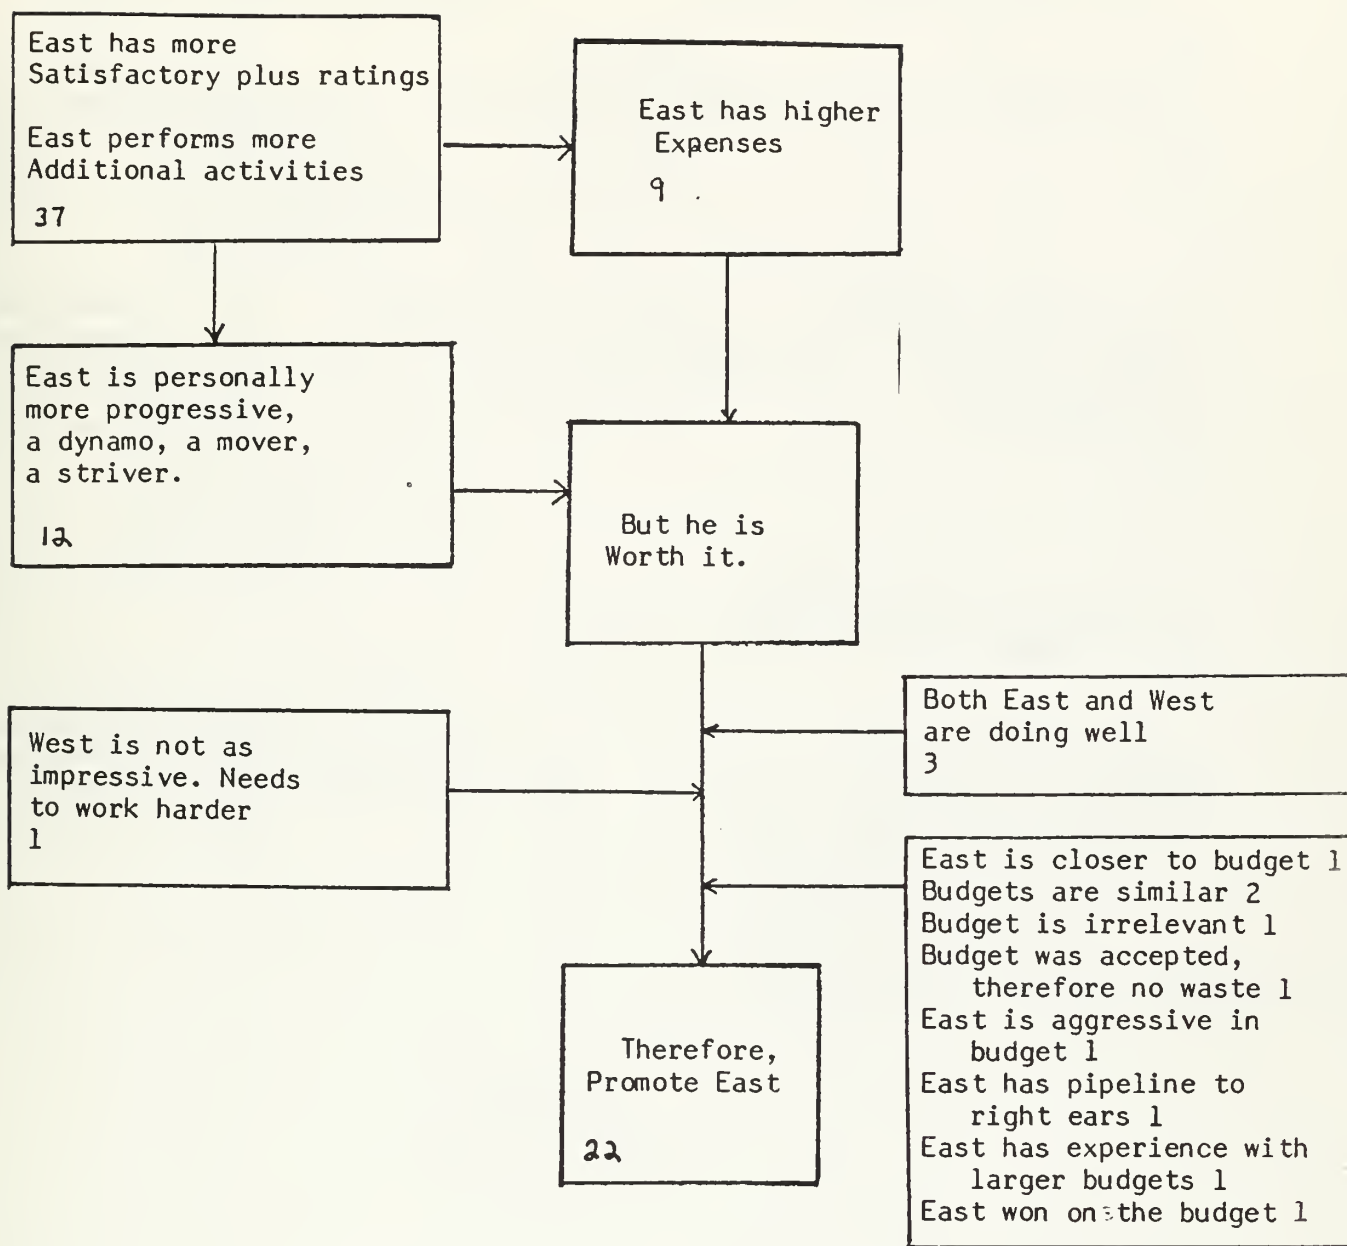 East has more
Satisfactory plus ratings
East performs more
Additional activities
37
East has higher
Expenses
9
East is personally
more progressive,
a dynamo, a mover,
a striver.
12
But he is
Worth it.
West is not as
impressive. Needs
to work harder
1
Both East and West
are doing well
3
East is closer to budget 1
Budgets are similar 2
Budget is irrelevant 1
Budget was accepted,
therefore no waste 1
East is aggressive in
budget 1
East has pipeline to
right ears 1
East has experience with
larger budgets 1
East won on the budget 1
Therefore,
Promote East
22